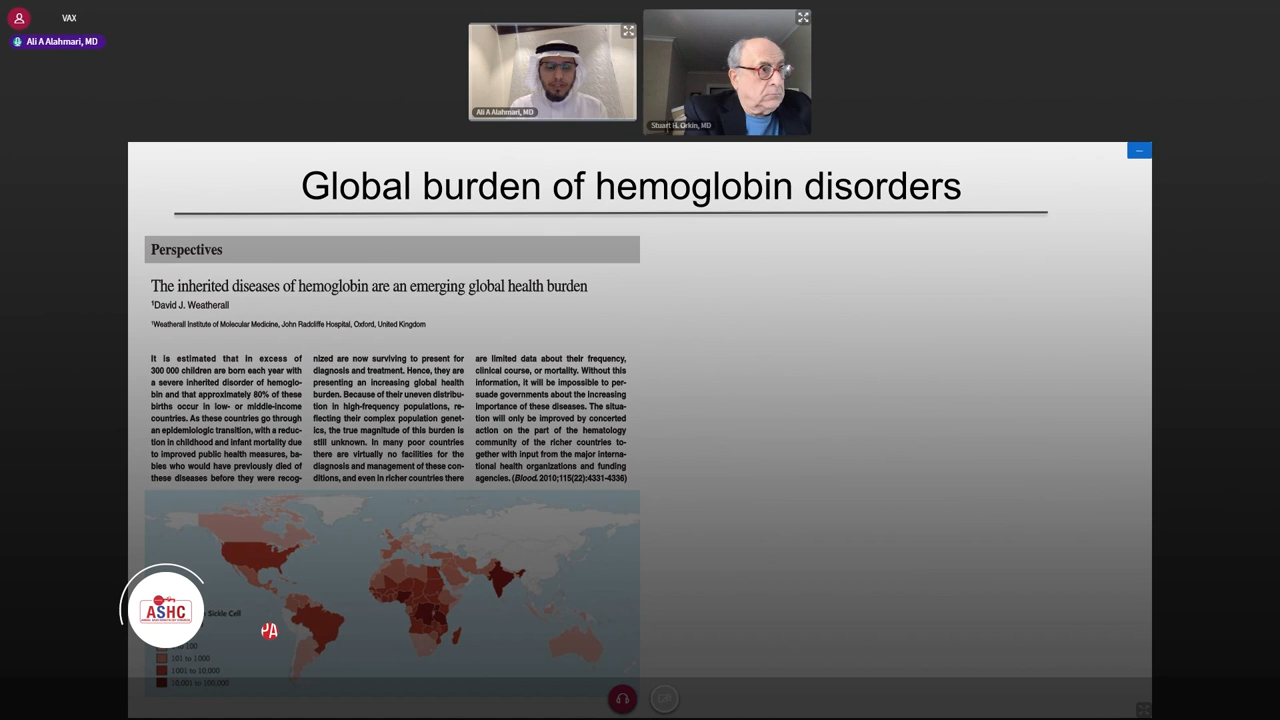 VAX
Ali A Alahmari, MD
Ali A Alahmari, MD
Stuart H. Orkin, MD
Global burden of hemoglobin disorders
Perspectives
The inherited diseases of hemoglobin are an emerging global health burden
¹David J. Weatherall
¹Weatherall Institute of Molecular Medicine, John Radcliffe Hospital, Oxford, United Kingdom
It is estimated that in excess of
300 000 children are born each year with
a severe inherited disorder of hemoglo-
bin and that approximately 80% of these
births occur in low- or middle-income
countries. As these countries go through
an epidemiologic transition, with a reduc-
tion in childhood and infant mortality due
to improved public health measures, ba-
bies who would have previously died of
these diseases before they were recog-
nized are now surviving to present for
diagnosis and treatment. Hence, they are
presenting an increasing global health
burden. Because of their uneven distribu-
tion in high-frequency populations, re-
flecting their complex population genet-
ics, the true magnitude of this burden is
still unknown. In many poor countries
there are virtually no facilities for the
diagnosis and management of these con-
ditions, and even in richer countries there
are limited data about their frequency,
clinical course, or mortality. Without this
information, it will be impossible to per-
suade governments about the increasing
importance of these diseases. The situa-
tion will only be improved by concerted
action on the part of the hematology
community of the richer countries to-
gether with input from the major interna-
tional health organizations and funding
agencies. (Blood. 2010;115(22):4331-4336)
Sickle Cell
100
101 to 1000
1001 to 10,000
10,001 to 100,000
ASHC
PA